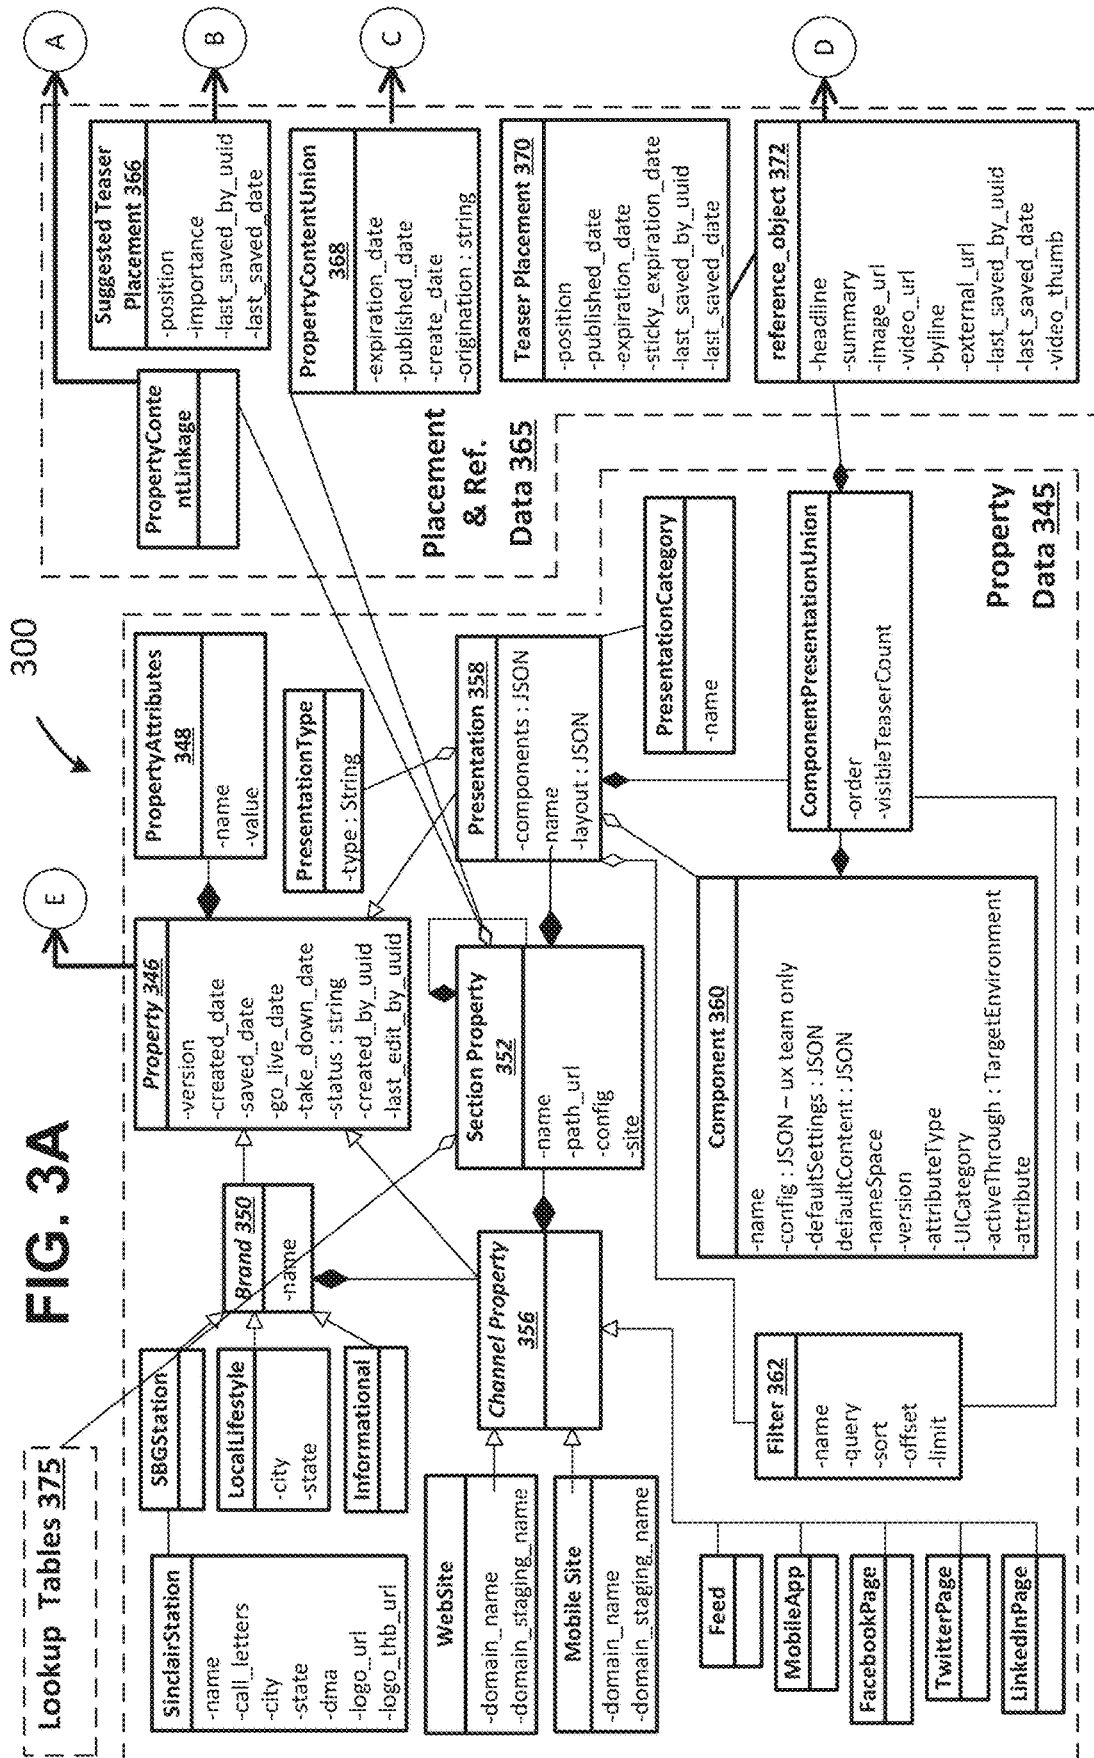 FIG. 3A
300
Lookup Tables 375
SinclairStation
-name
-call_letters
-city
-state
-dma
-logo_url
-logo_thb_url
SBGStation
LocalLifestyle
-city
-state
Informational
Brand 350
-name
E
Property 346
-version
-created_date
-saved_date
-go_live_date
-take_down_date
-status : string
-created_by_uuid
-last_edit_by_uuid
PropertyAttributes
348
-name
-value
PresentationType
-type : String
WebSite
-domain_name
-domain_staging_name
Mobile Site
-domain_name
-domain_staging_name
Channel Property
356
Section Property
352
-name
-path_url
-config
-site
Presentation 358
-components : JSON
-name
-layout : JSON
PresentationCategory
-name
Feed
MobileApp
FacebookPage
TwitterPage
LinkedInPage
Filter 362
-name
-query
-sort
-offset
-limit
Component 360
-name
-config : JSON – ux team only
-defaultSettings : JSON
defaultContent : JSON
-nameSpace
-version
-attributeType
-UICategory
-activeThrough : TargetEnvironment
-attribute
ComponentPresentationUnion
-order
-visibleTeaserCount
Property
Data 345
PropertyConte
ntLinkage
A
Suggested Teaser
Placement 366
-position
-importance
-last_saved_by_uuid
-last_saved_date
B
PropertyContentUnion
368
-expiration_date
-published_date
-create_date
-origination : string
C
Placement
& Ref.
Data 365
Teaser Placement 370
-position
-published_date
-expiration_date
-sticky_expiration_date
-last_saved_by_uuid
-last_saved_date
reference_object 372
-headline
-summary
-image_url
-video_url
-byline
-external_url
-last_saved_by_uuid
-last_saved_date
-video_thumb
D